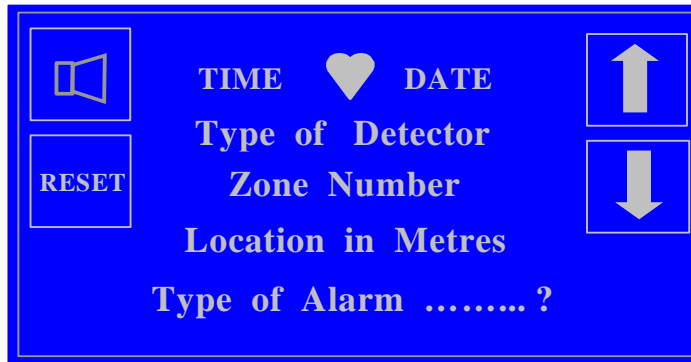 TIME DATE
Type of Detector
RESET
Zone Number
Location in Metres
Type of Alarm ……... ?